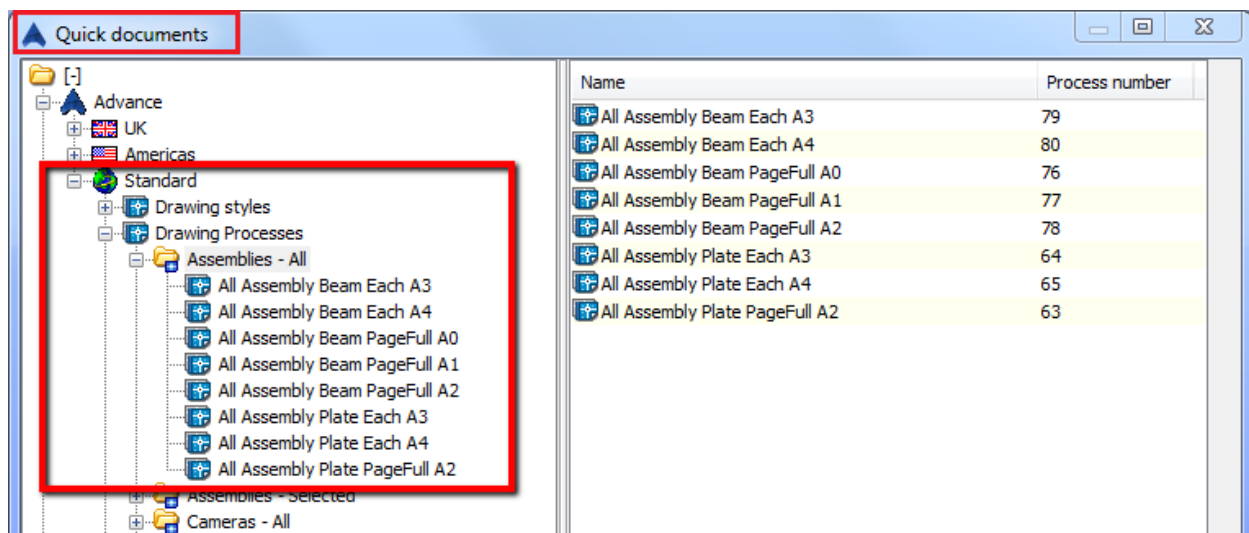 Quick documents
[-]
Advance
UK
Americas
Standard
Drawing styles
Drawing Processes
Assemblies - All
All Assembly Beam Each A3
All Assembly Beam Each A4
All Assembly Beam PageFull A0
All Assembly Beam PageFull A1
All Assembly Beam PageFull A2
All Assembly Plate Each A3
All Assembly Plate Each A4
All Assembly Plate PageFull A2
Assemblies - Selected
Cameras - All
Name Process number
All Assembly Beam Each A3 79
All Assembly Beam Each A4 80
All Assembly Beam PageFull A0 76
All Assembly Beam PageFull A1 77
All Assembly Beam PageFull A2 78
All Assembly Plate Each A3 64
All Assembly Plate Each A4 65
All Assembly Plate PageFull A2 63